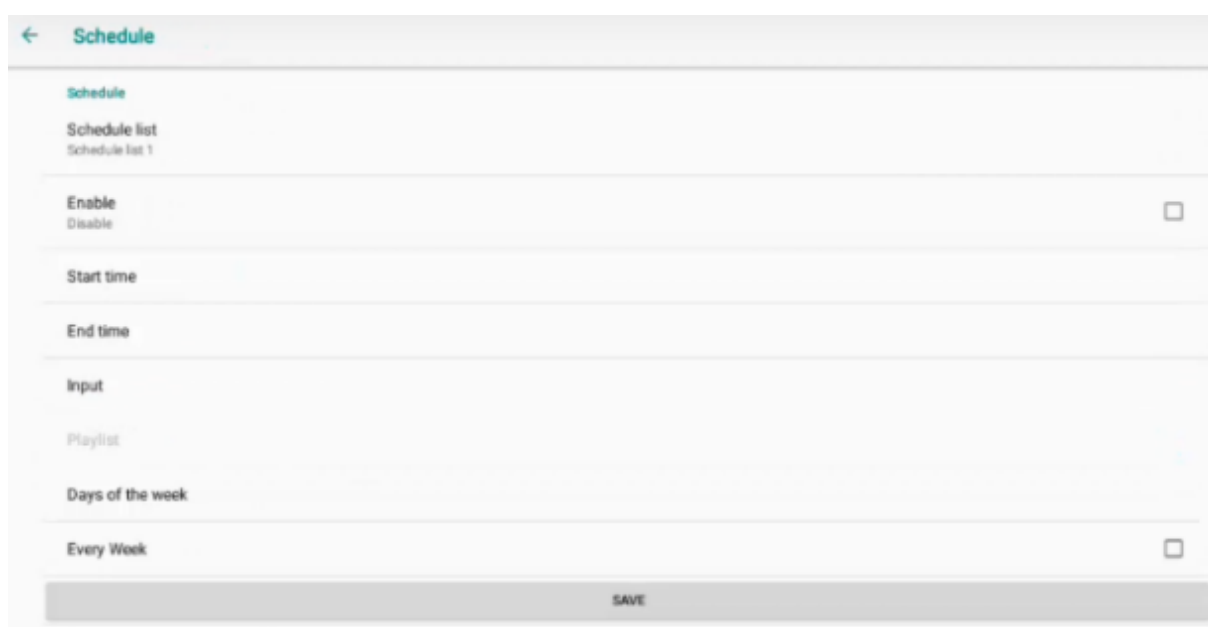 Schedule
Schedule
Schedule list
Schedule list 1
Enable
Disable
Start time
End time
Input
Playlist
Days of the week
Every Week
SAVE